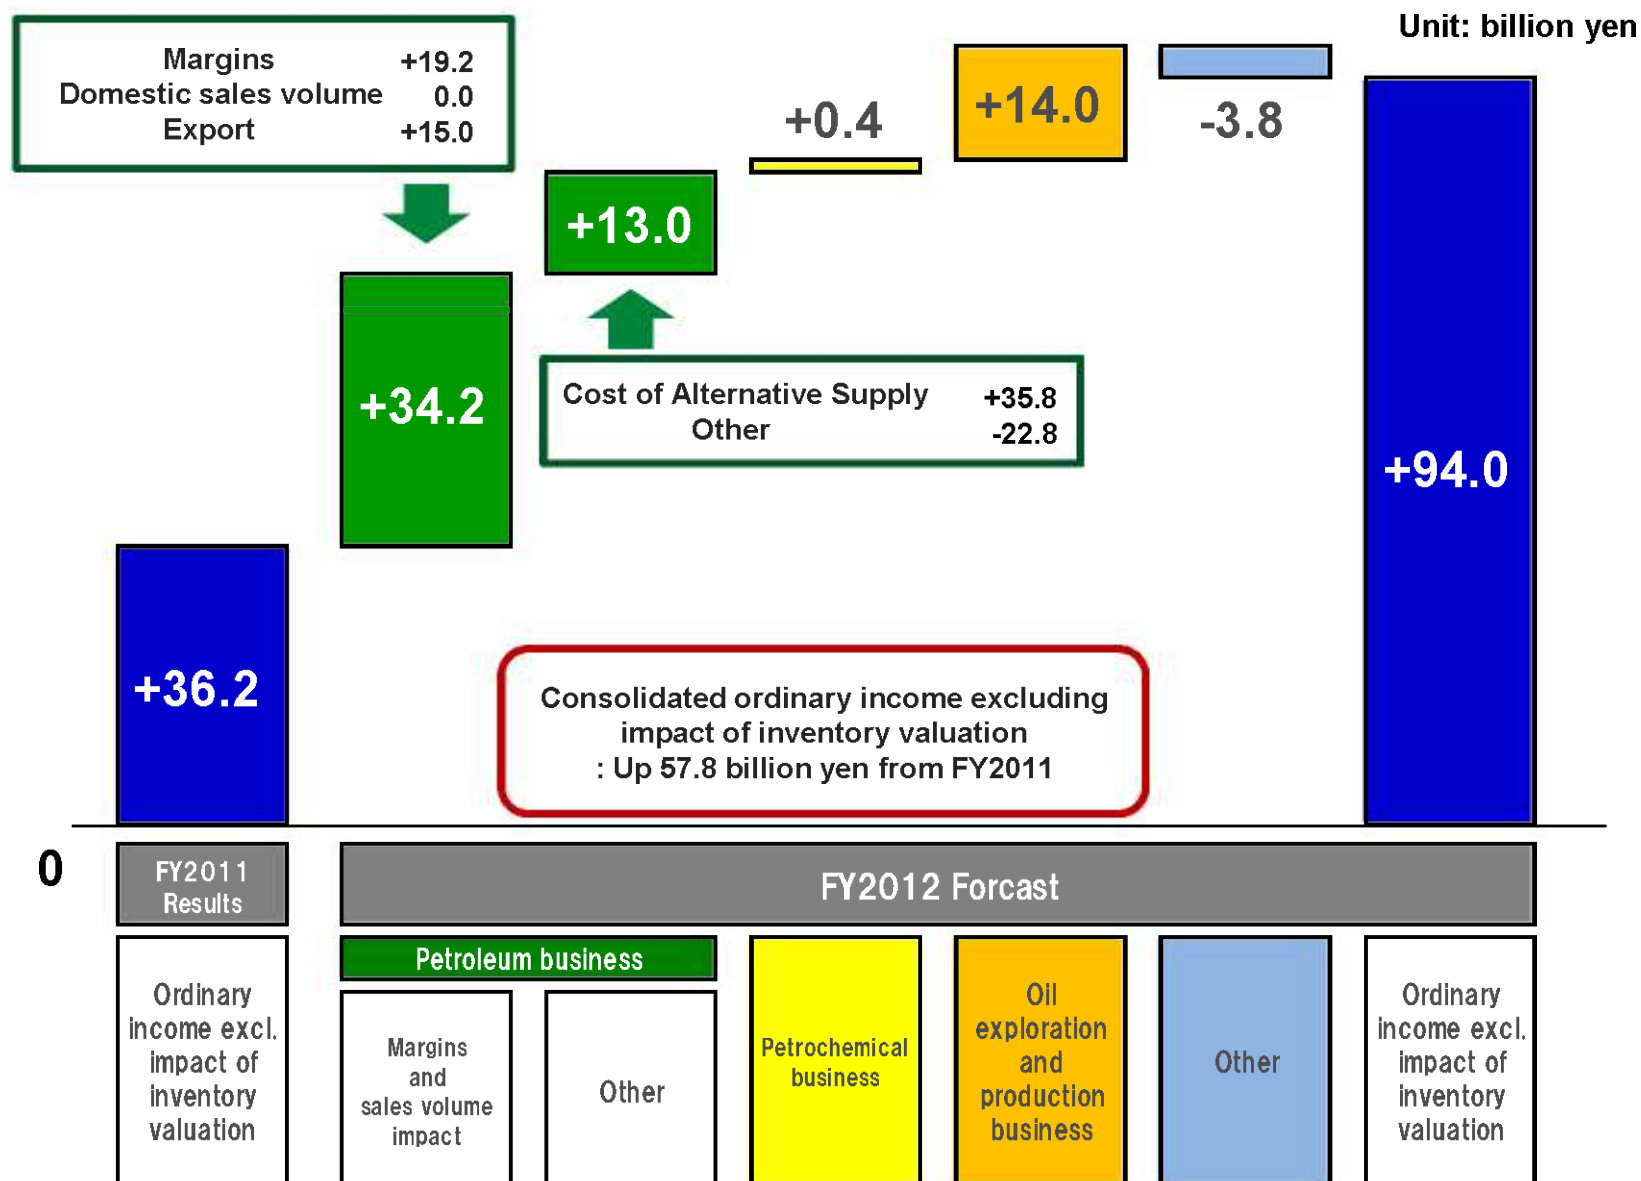 Unit: billion yen
Margins +19.2
Domestic sales volume 0.0
Export +15.0
+0.4
+14.0
-3.8
+13.0
+34.2
Cost of Alternative Supply +35.8
Other -22.8
+94.0
+36.2
Consolidated ordinary income excluding
impact of inventory valuation
: Up 57.8 billion yen from FY2011
0
FY2011
Results
FY2012 Forcast
Petroleum business
Ordinary
income excl.
impact of
inventory
valuation
Margins
and
sales volume
impact
Other
Petrochemical
business
Oil
exploration
and
production
business
Other
Ordinary
income excl.
impact of
inventory
valuation